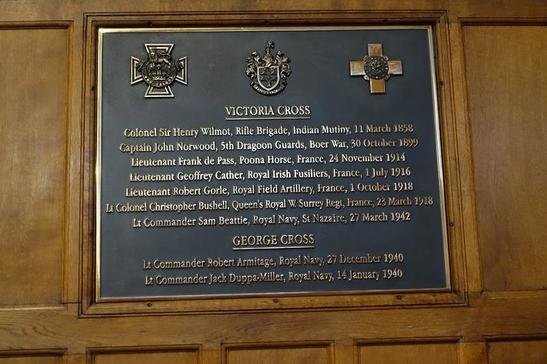 VICTORIA CROSS
Colonel Sir Henry Wilmot, Rifle Brigade, Indian Mutiny, 11 March 1858
Captain John Norwood, 5th Dragoon Guards, Boer War, 30 October 1899
Lieutenant Frank de Pass, Poona Horse, France, 24 November 1914
Lieutenant Geoffrey Cather, Royal Irish Fusiliers, France, 1 July 1916
Lieutenant Robert Gorle, Royal Field Artillery, France, 1 October 1918
Lt Colonel Christopher Bushell, Queen's Royal W. Surrey Regt, France, 23 March 1918
Lt Commander Sam Beattie, Royal Navy, St Nazaire, 27 March 1942
GEORGE CROSS
Lt Commander Robert Armitage, Royal Navy, 27 December 1940
Lt Commander Jack Duppa-Miller, Royal Navy, 14 January 1940